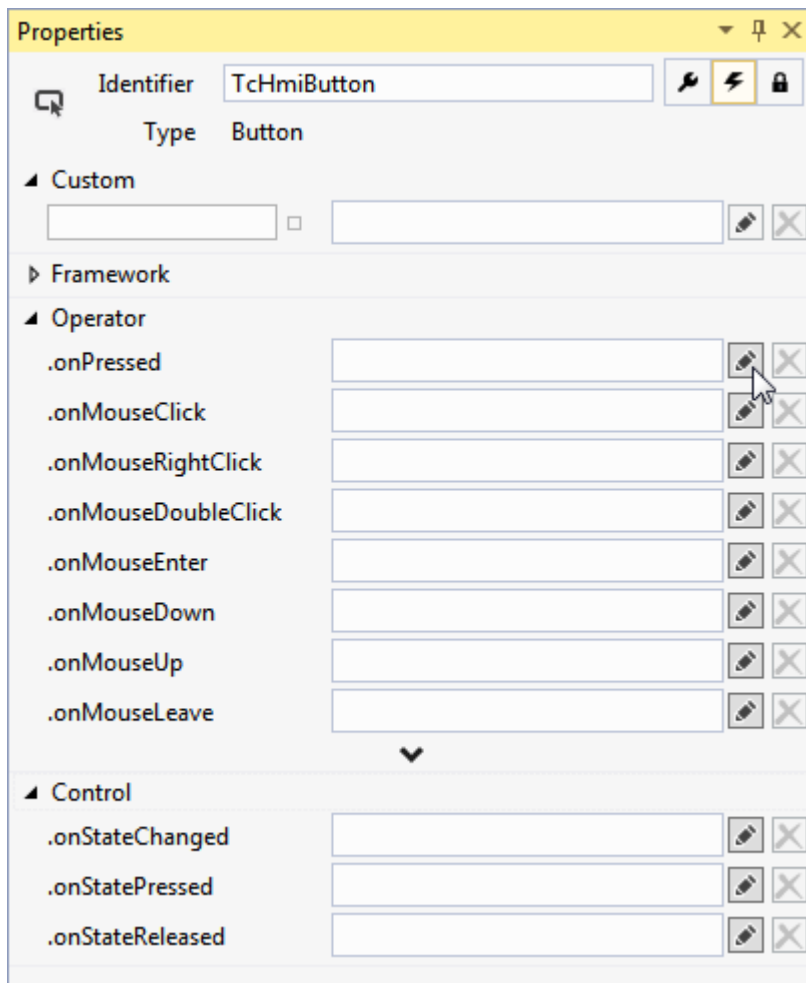 Properties
Identifier TcHmiButton
Type Button
Custom
Framework
Operator
.onPressed
.onMouseClick
.onMouseRightClick
.onMouseDoubleClick
.onMouseEnter
.onMouseDown
.onMouseUp
.onMouseLeave
Control
.onStateChanged
.onStatePressed
.onStateReleased